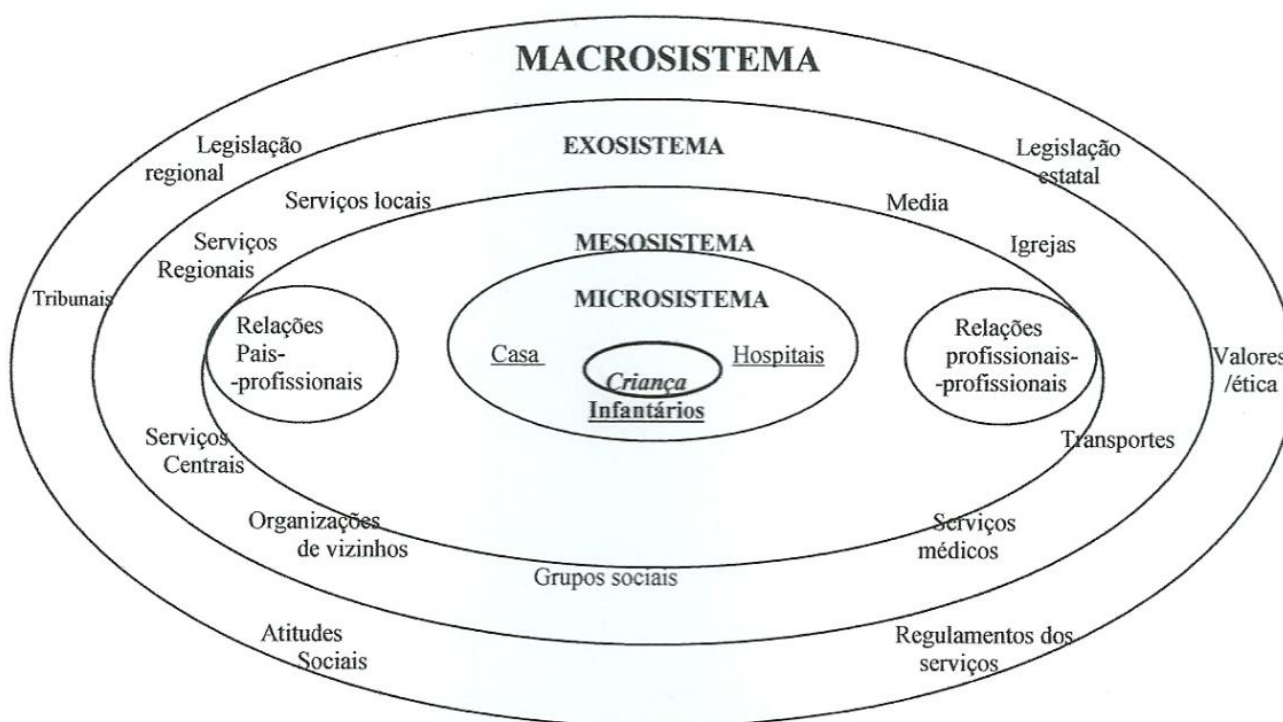 MACROSISTEMA
Legislação
regional
EXOSISTEMA
Legislação
estatal
Serviços locais
Media
Serviços
Regionais
MESOSISTEMA
Igrejas
Tribunais
MICROSISTEMA
Relações
Pais-
-profissionais
Casa
Hospitais
Relações
profissionais-
-profissionais
Valores
/ética
Criança
Infantários
Serviços
Centrais
Transportes
Organizações
de vizinhos
Serviços
médicos
Grupos sociais
Atitudes
Sociais
Regulamentos dos
serviços